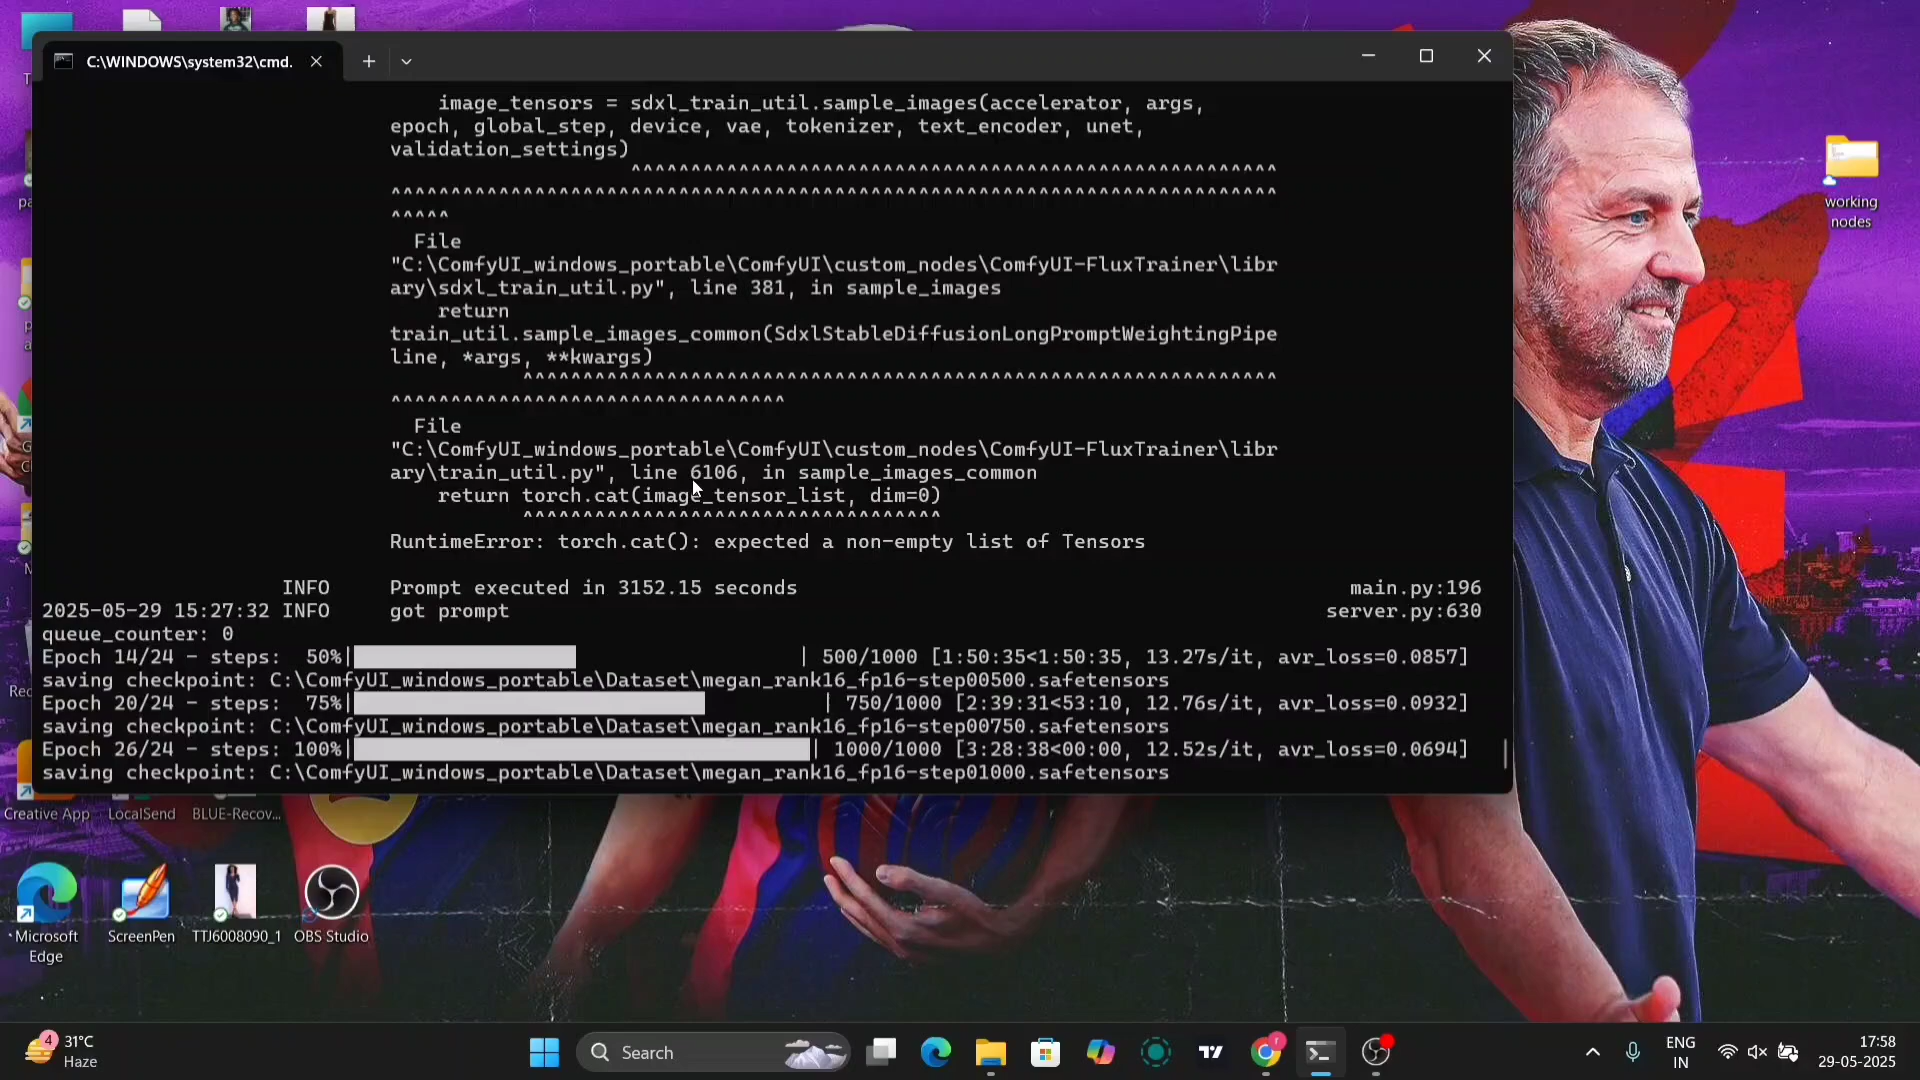 C:\WINDOWS\system32\cmd.
image_tensors = sdxl_train_util.sample_images(accelerator, args,
epoch, global_step, device, vae, tokenizer, text_encoder, unet,
validation_settings)
^^^^^^^^^^^^^^^^^^^^^^^^^^^^^^^^^^^^^^^^^^^^^^^^^^^^^^
^^^^^^^^^^^^^^^^^^^^^^^^^^^^^^^^^^^^^^^^^^^^^^^^^^^^^^^^^^^^^^^^^^^^^^^^^^
^^^^^
File
"C:\ComfyUI_windows_portable\ComfyUI\custom_nodes\ComfyUI-FluxTrainer\libr
ary\sdxl_train_util.py", line 381, in sample_images
return
train_util.sample_images_common(SdxlStableDiffusionLongPromptWeightingPipe
line, *args, **kwargs)
^^^^^^^^^^^^^^^^^^^^^^^^^^^^^^^^^^^^^^^^^^^^^^^^^^^^^^^^^^^^^^^
^^^^^^^^^^^^^^^^^^^^^^^^^^^^^^^^^
File
"C:\ComfyUI_windows_portable\ComfyUI\custom_nodes\ComfyUI-FluxTrainer\libr
ary\train_util.py", line 6106, in sample_images_common
return torch.cat(image_tensor_list, dim=0)
^^^^^^^^^^^^^^^^^^^^^^^^^^^^^^^^^^^
RuntimeError: torch.cat(): expected a non-empty list of Tensors
INFO Prompt executed in 3152.15 seconds main.py:196
2025-05-29 15:27:32 INFO got prompt server.py:630
queue_counter: 0
Epoch 14/24 - steps: 50%| | 500/1000 [1:50:35<1:50:35, 13.27s/it, avr_loss=0.0857]
saving checkpoint: C:\ComfyUI_windows_portable\Dataset\megan_rank16_fp16-step00500.safetensors
Epoch 20/24 - steps: 75%| | 750/1000 [2:39:31<53:10, 12.76s/it, avr_loss=0.0932]
saving checkpoint: C:\ComfyUI_windows_portable\Dataset\megan_rank16_fp16-step00750.safetensors
Epoch 26/24 - steps: 100%| | 1000/1000 [3:28:38<00:00, 12.52s/it, avr_loss=0.0694]
saving checkpoint: C:\ComfyUI_windows_portable\Dataset\megan_rank16_fp16-step01000.safetensors
working
nodes
Creative App LocalSend BLUE-Recov...
Microsoft
Edge
ScreenPen
TTJ6008090_1
OBS Studio
4
31°C
Haze
Search
ENG
IN
17:58
29-05-2025